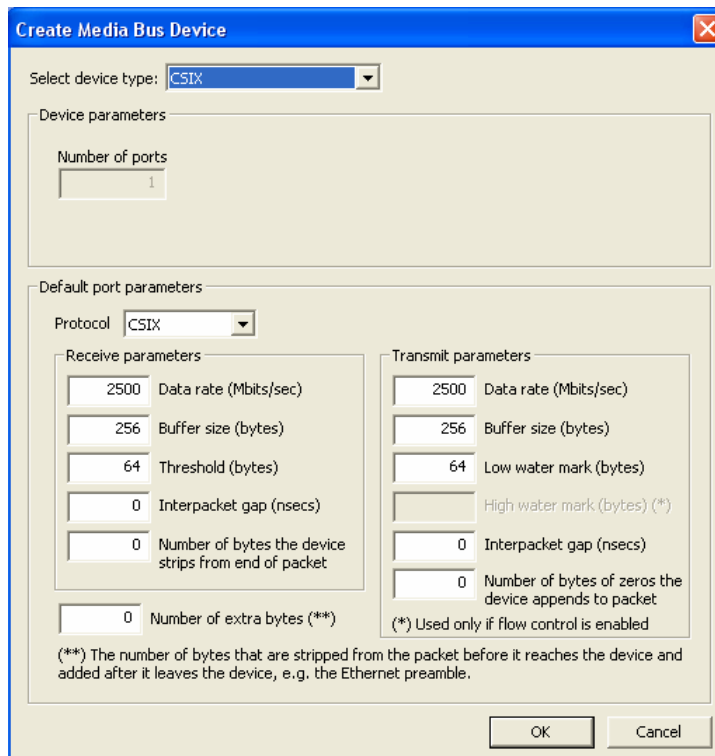 Create Media Bus Device
Select device type: CSIX
Device parameters
Number of ports
1
Default port parameters
Protocol CSIX
Receive parameters
2500 Data rate (Mbits/sec)
256 Buffer size (bytes)
64 Threshold (bytes)
0 Interpacket gap (nsecs)
0 Number of bytes the device
strips from end of packet
0 Number of extra bytes (**)
Transmit parameters
2500 Data rate (Mbits/sec)
256 Buffer size (bytes)
64 Low water mark (bytes)
High water mark (bytes) (*)
0 Interpacket gap (nsecs)
0 Number of bytes of zeros the
device appends to packet
(*) Used only if flow control is enabled
(**) The number of bytes that are stripped from the packet before it reaches the device and
added after it leaves the device, e.g. the Ethernet preamble.
OK Cancel